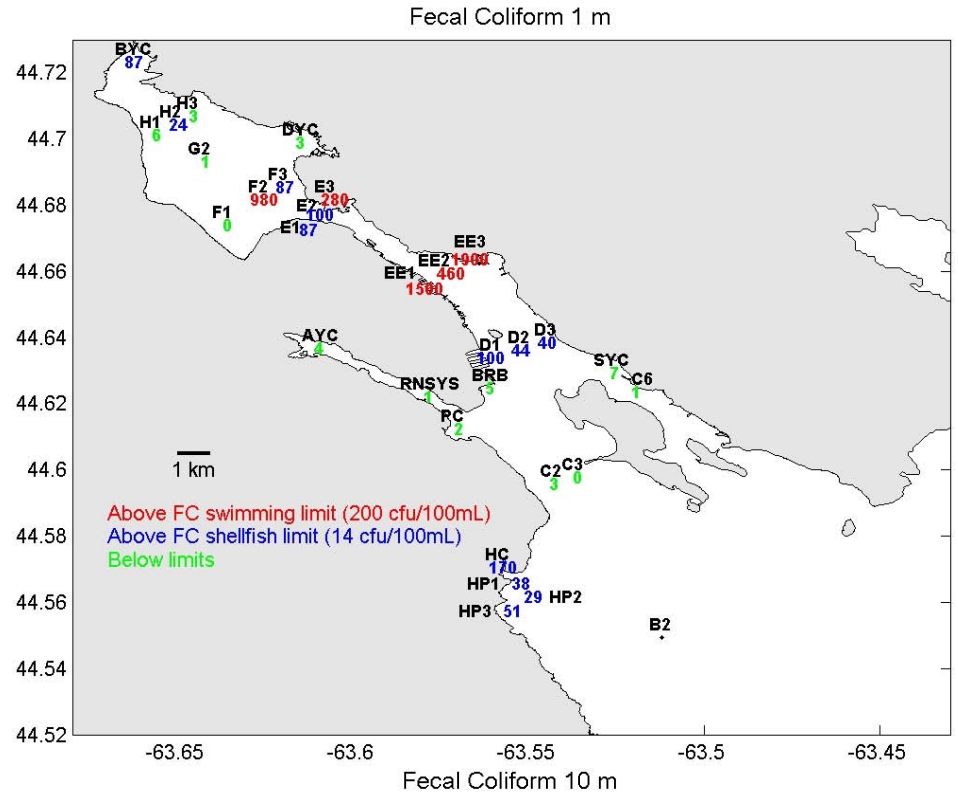 Fecal Coliform 1 m
BYC
44.72
87
H3
H2
3
H1
24
6
DYC
44.7
3
G2
1
F3
F2
87
E3
980
280
44.68
E2
F1
100
0
E1
87
EE3
EE2
1900
44.66
EE1
460
1500
44.64
AYC
D3
D2
4
D1
40
44
100
SYC
BRB
7
C6
RNSYS
5
1
44.62
1
PC
2
44.6
C3
C2
0
3
1 km
Above FC swimming limit (200 cfu/100mL)
44.58
Above FC shellfish limit (14 cfu/100mL)
Below limits
HC
170
HP1
38
44.56
29
HP2
HP3
51
B2
44.54
44.52
-63.65
-63.6
-63.55
-63.5
-63.45
Fecal Coliform 10 m